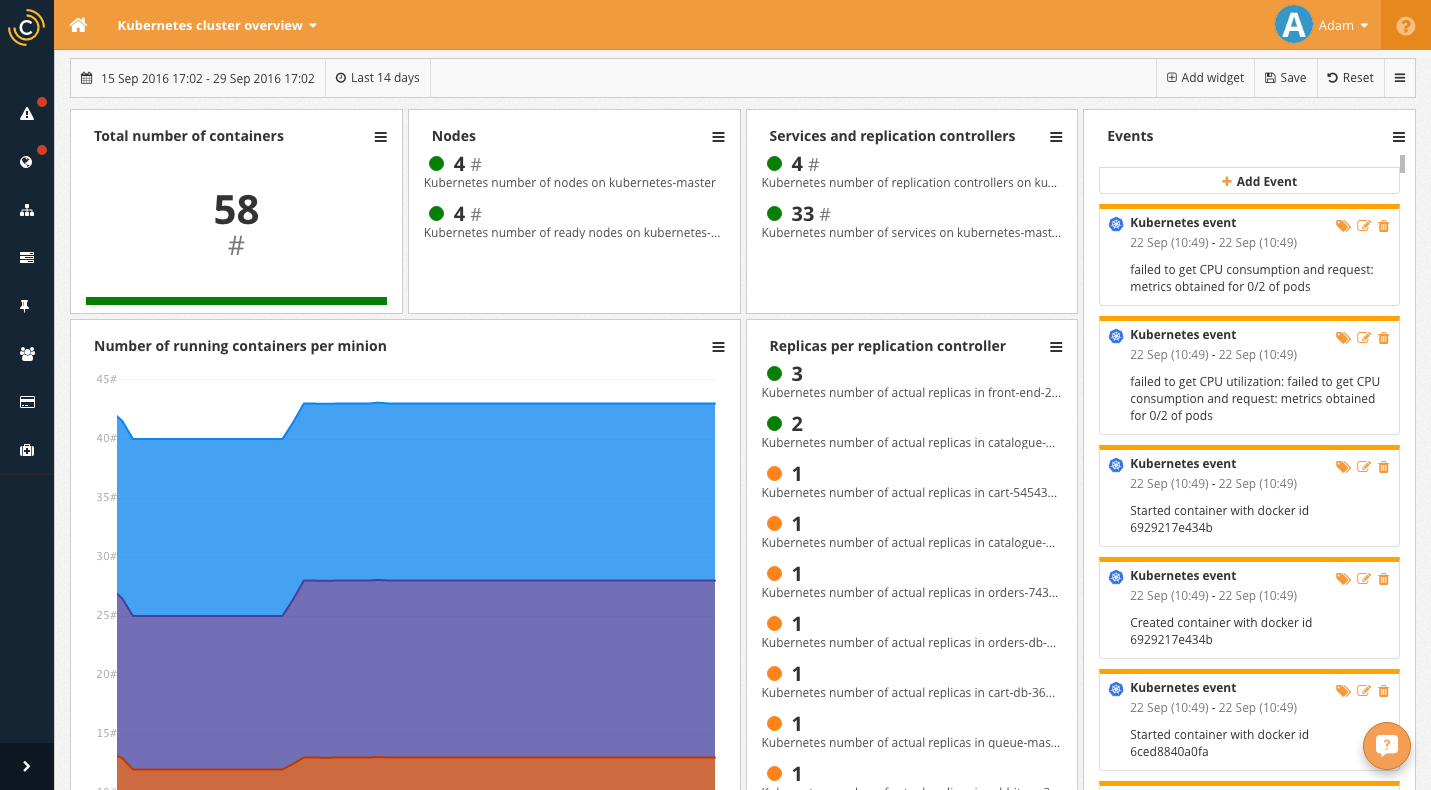 Kubernetes cluster overview
A Adam
15 Sep 2016 17:02 - 29 Sep 2016 17:02
Last 14 days
Add widget
Save
Reset
Total number of containers
58
#
Nodes
4 #
Kubernetes number of nodes on kubernetes-master
4 #
Kubernetes number of ready nodes on kubernetes-...
Services and replication controllers
4 #
Kubernetes number of replication controllers on ku...
33 #
Kubernetes number of services on kubernetes-mast...
Number of running containers per minion
45#
40#
35#
30#
25#
20#
15#
Replicas per replication controller
3
Kubernetes number of actual replicas in front-end-2...
2
Kubernetes number of actual replicas in catalogue-...
1
Kubernetes number of actual replicas in cart-54543...
1
Kubernetes number of actual replicas in catalogue-...
1
Kubernetes number of actual replicas in orders-743...
1
Kubernetes number of actual replicas in orders-db-...
1
Kubernetes number of actual replicas in cart-db-36...
1
Kubernetes number of actual replicas in queue-mas...
1
Events
+ Add Event
Kubernetes event
22 Sep (10:49) - 22 Sep (10:49)
failed to get CPU consumption and request:
metrics obtained for 0/2 of pods
Kubernetes event
22 Sep (10:49) - 22 Sep (10:49)
failed to get CPU utilization: failed to get CPU
consumption and request: metrics obtained
for 0/2 of pods
Kubernetes event
22 Sep (10:49) - 22 Sep (10:49)
Started container with docker id
6929217e434b
Kubernetes event
22 Sep (10:49) - 22 Sep (10:49)
Created container with docker id
6929217e434b
Kubernetes event
22 Sep (10:49) - 22 Sep (10:49)
Started container with docker id
6ced8840a0fa